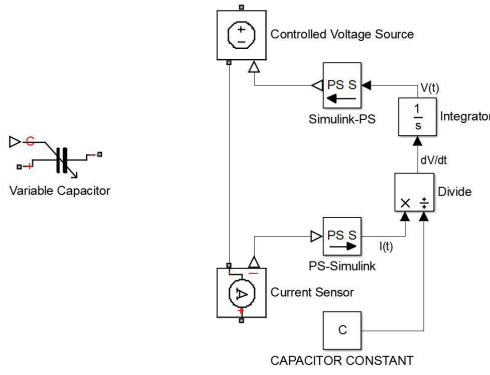 Controlled Voltage Source
PS S
V(t)
Simulink-PS
1
s
Integrator
C
Variable Capacitor
dV/dt
Divide
× ÷
PS S
I(t)
PS-Simulink
A
Current Sensor
C
CAPACITOR CONSTANT